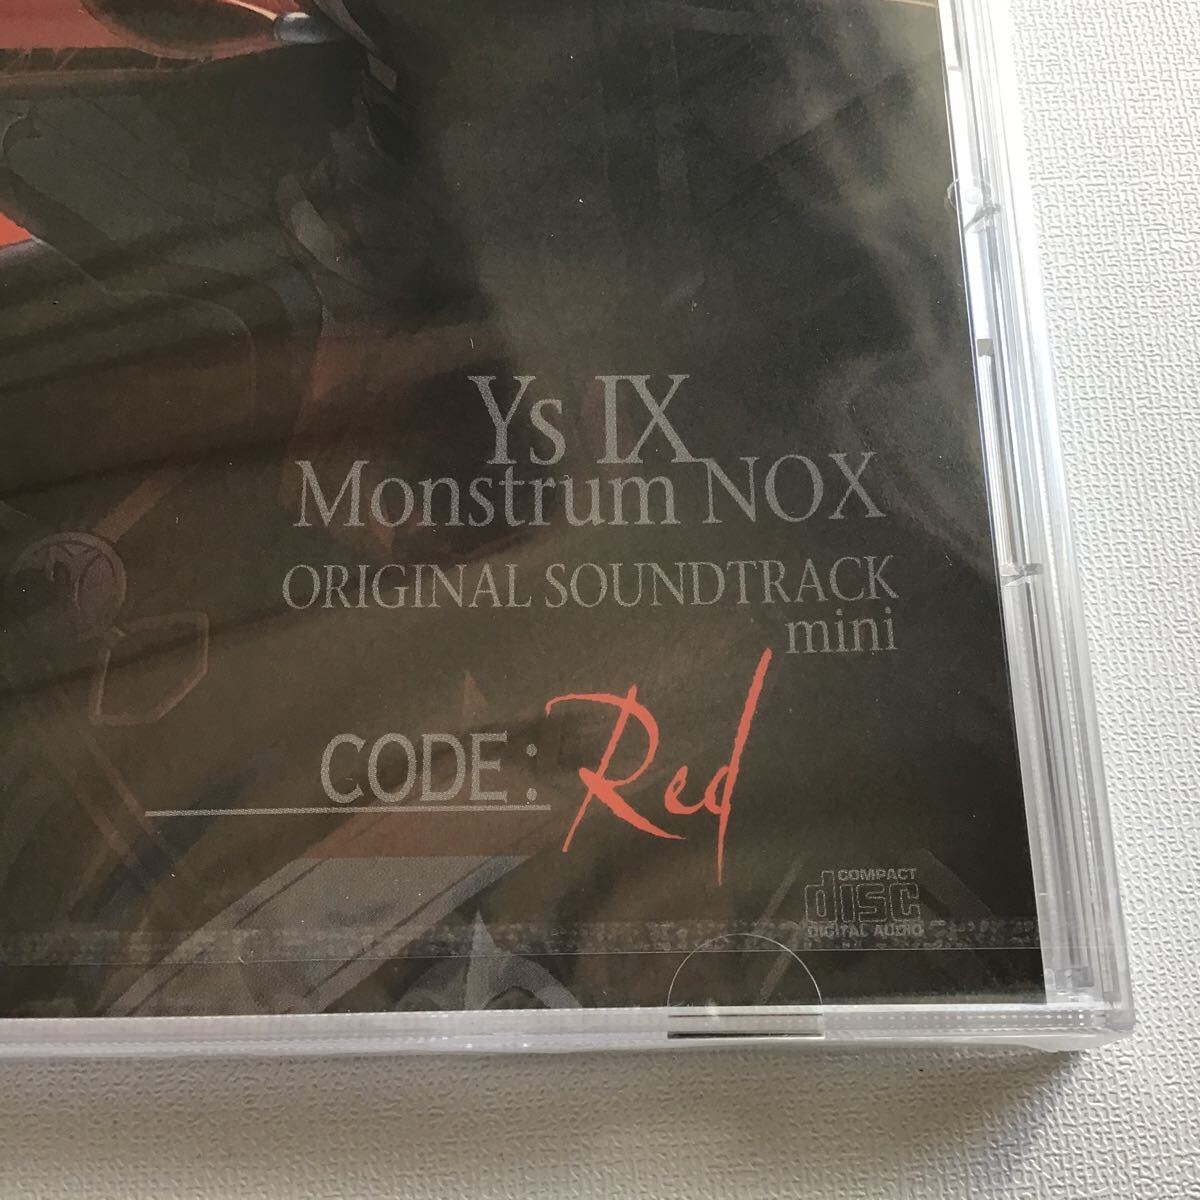 Ys IX
Monstrum NOX
ORIGINAL SOUNDTRACK
mini
CODE: Red
COMPACT
disc
DIGITAL AUDIO